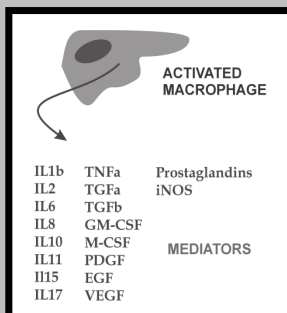 ACTIVATED
MACROPHAGE
IL1b TNFa Prostaglandins
IL2 TGFa iNOS
IL6 TGFb
IL8 GM-CSF
IL10 M-CSF
IL11 PDGF
Il15 EGF
IL17 VEGF
MEDIATORS